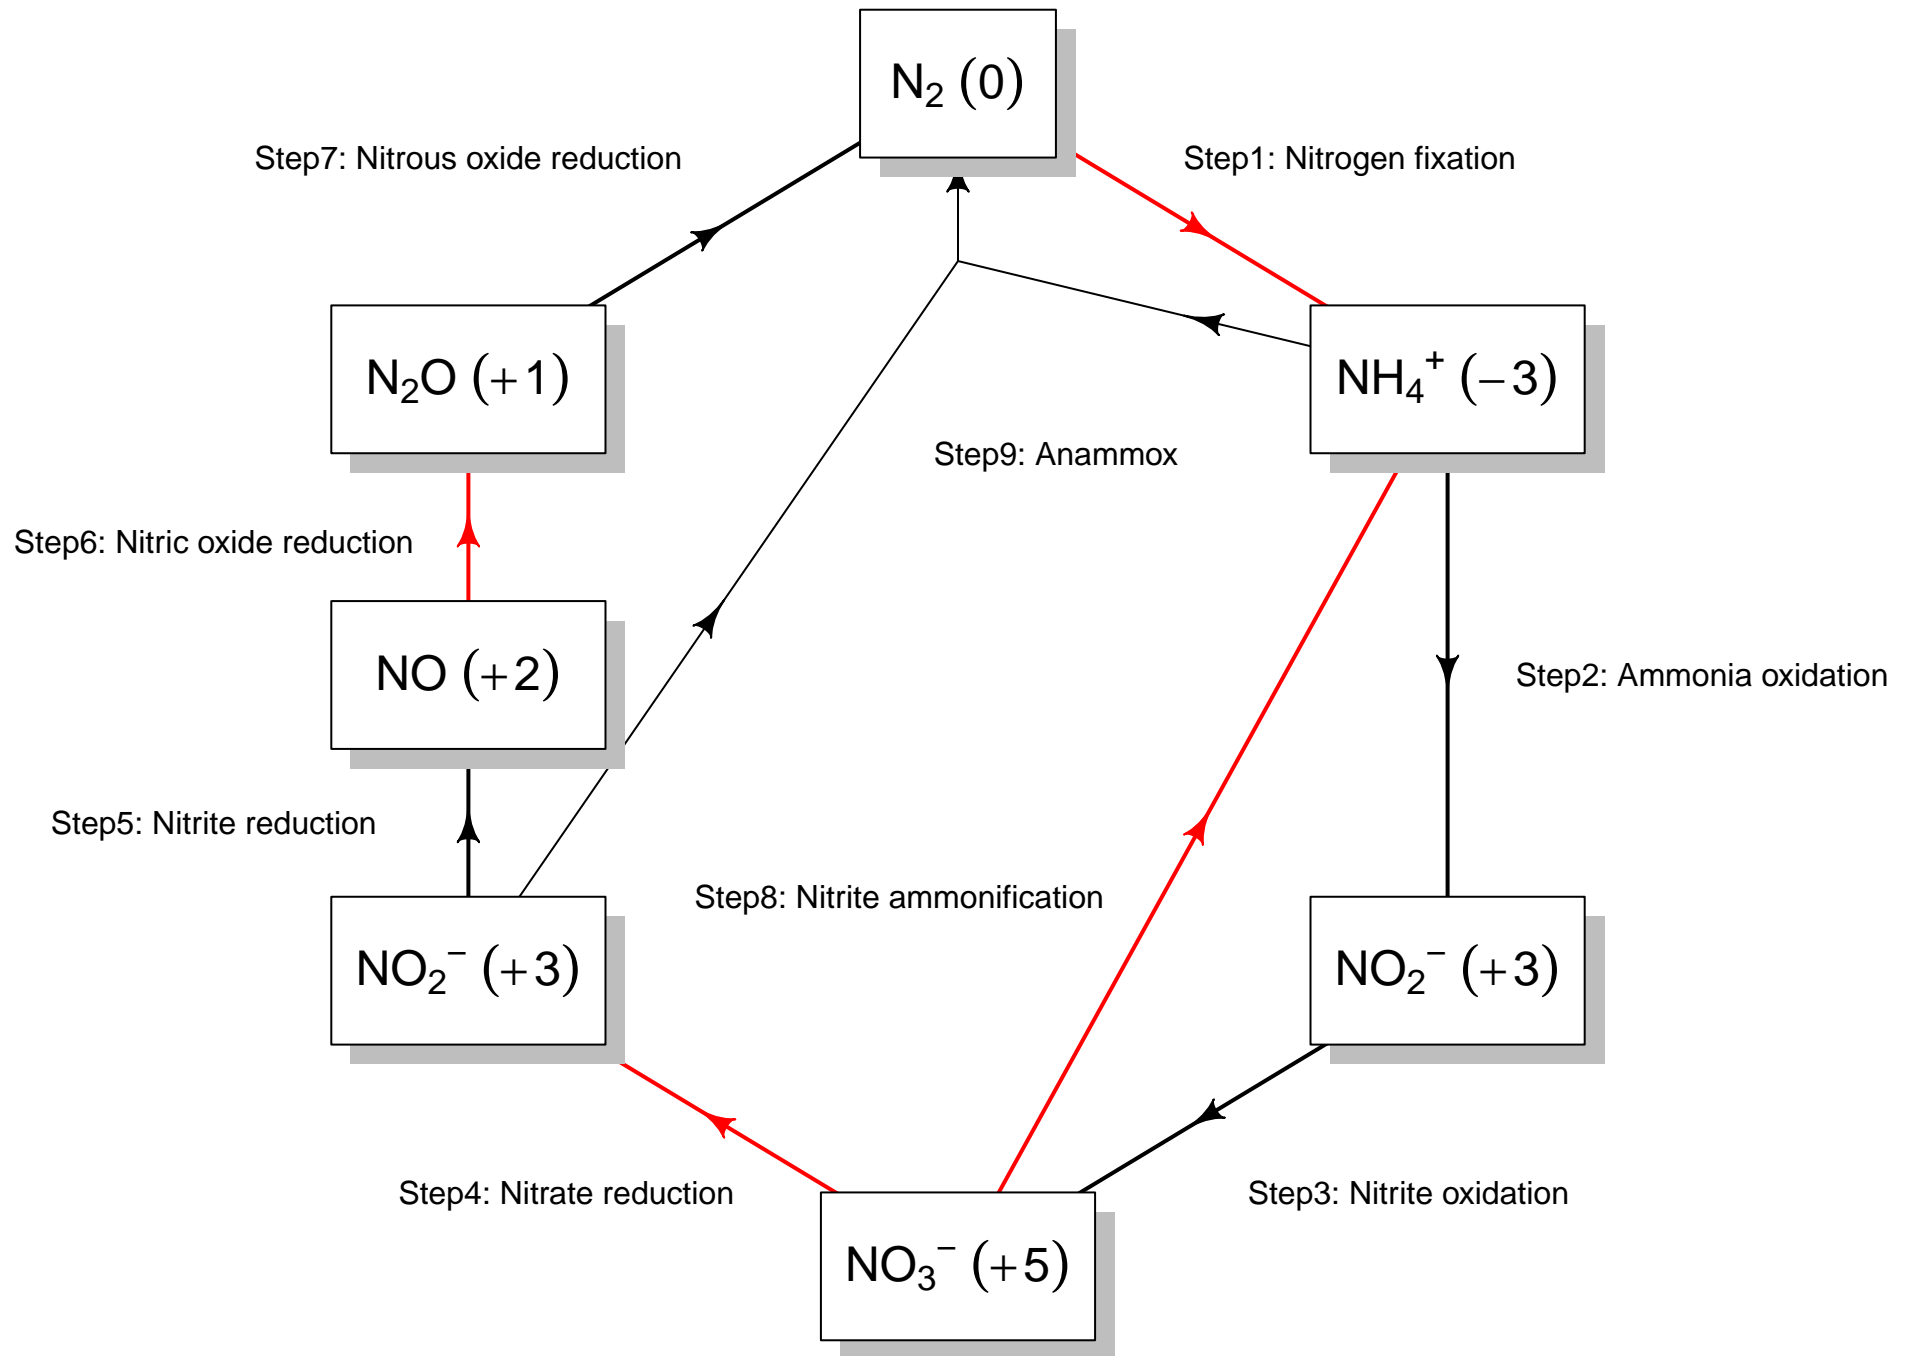 N₂ (0)
Step7: Nitrous oxide reduction
Step1: Nitrogen fixation
N₂O (+1)
NH₄⁺ (−3)
Step9: Anammox
Step6: Nitric oxide reduction
NO (+2)
Step2: Ammonia oxidation
Step5: Nitrite reduction
Step8: Nitrite ammonification
NO₂⁻ (+3)
NO₂⁻ (+3)
Step4: Nitrate reduction
Step3: Nitrite oxidation
NO₃⁻ (+5)